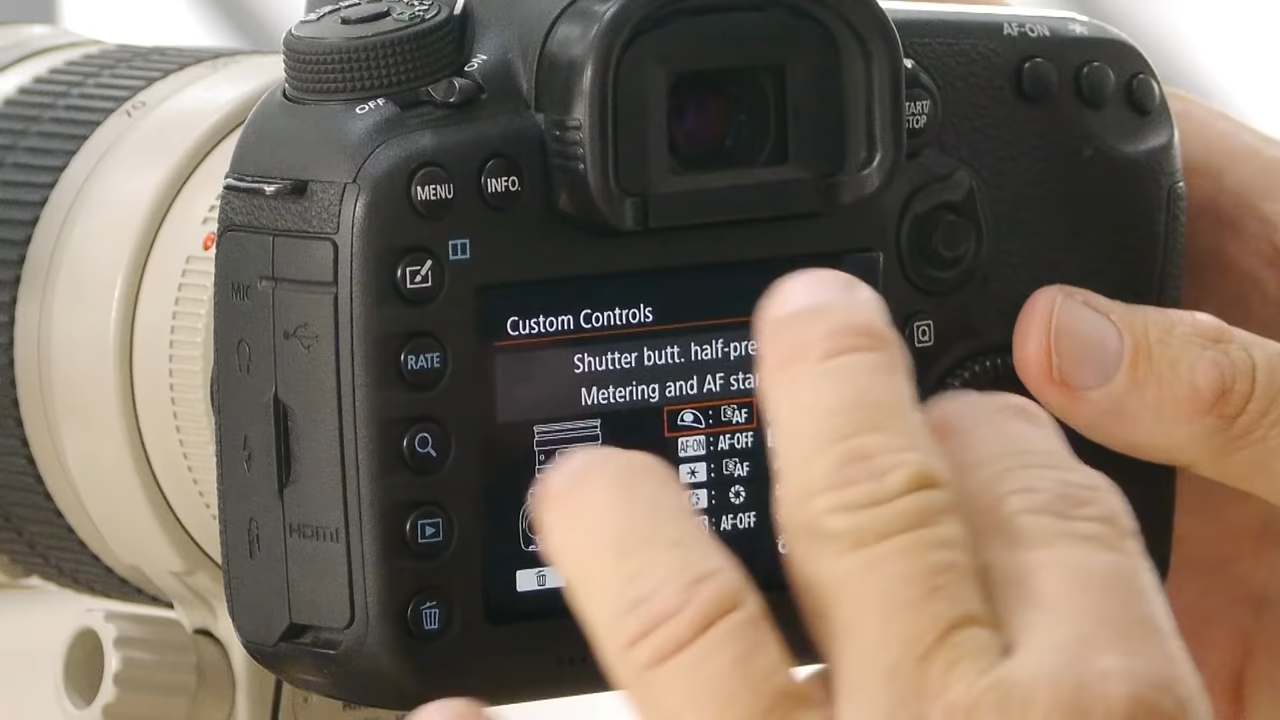 AF-ON *
ON
OFF
70
START/
STOP
MENU
INFO.
MIC
RATE
Q
HDMI
Custom Controls
Shutter butt. half-pre
Metering and AF sta
: AF
AF-ON : AF-OFF
* : AF
: AF-OFF